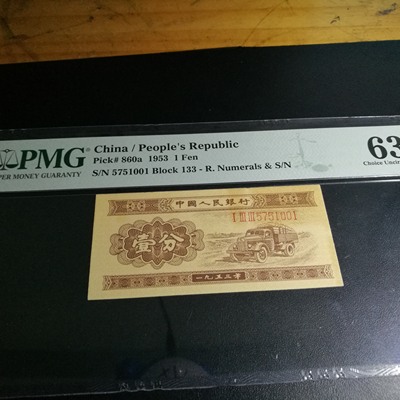 PMG
PAPER MONEY GUARANTY
China / People's Republic
Pick# 860a 1953 1 Fen
S/N 5751001 Block 133 - R. Numerals & S/N
63
Choice Uncirc
中国人民银行
I III III 5751001
壹分
一九五三年